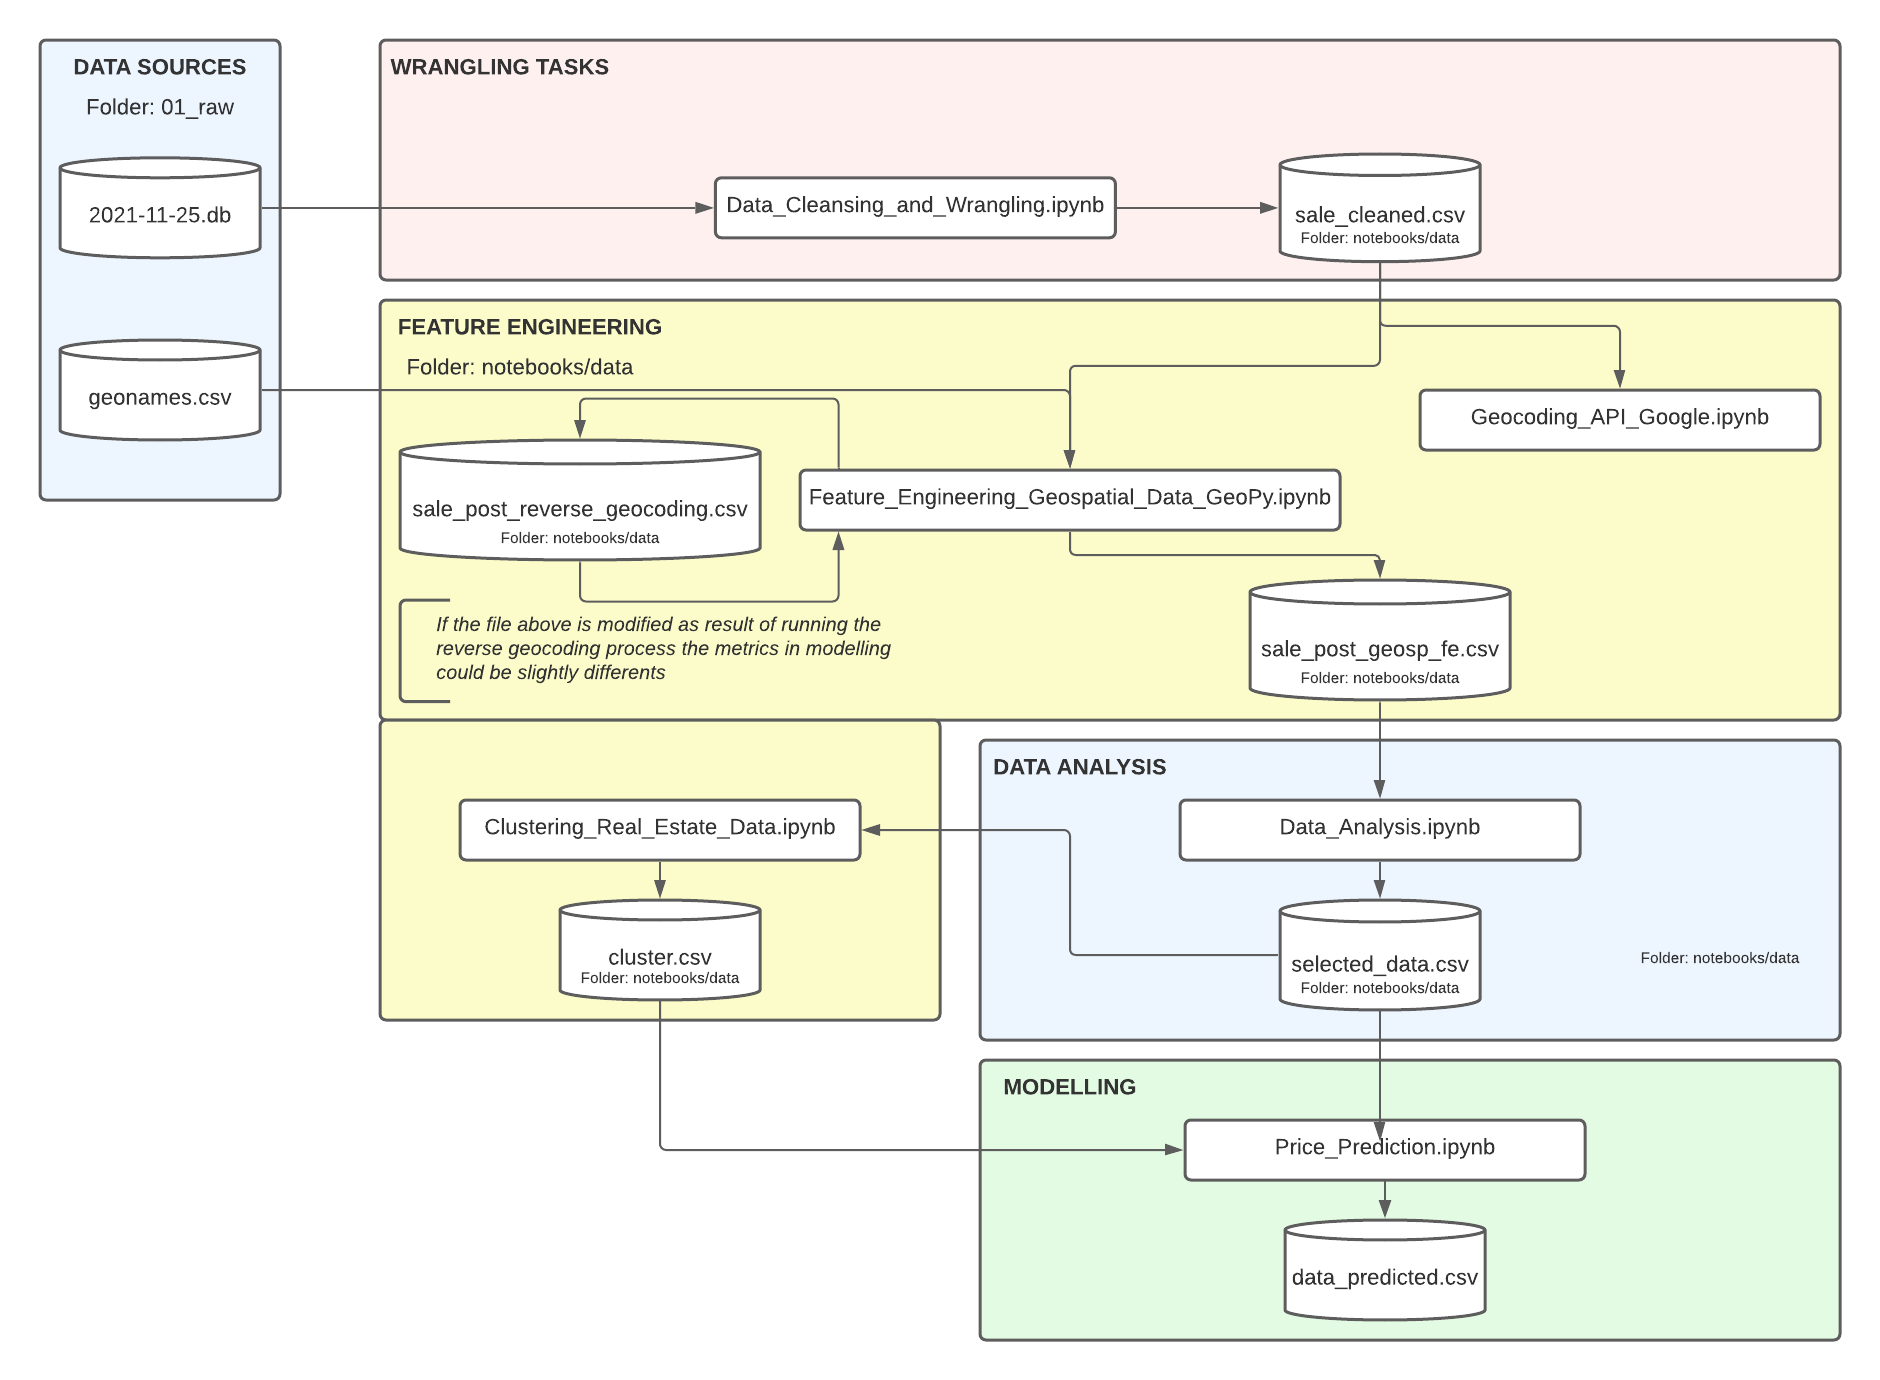 DATA SOURCES
Folder: 01_raw
2021-11-25.db
geonames.csv
WRANGLING TASKS
Data_Cleansing_and_Wrangling.ipynb
sale_cleaned.csv
Folder: notebooks/data
FEATURE ENGINEERING
Folder: notebooks/data
Geocoding_API_Google.ipynb
sale_post_reverse_geocoding.csv
Folder: notebooks/data
Feature_Engineering_Geospatial_Data_GeoPy.ipynb
If the file above is modified as result of running the
reverse geocoding process the metrics in modelling
could be slightly differents
sale_post_geosp_fe.csv
Folder: notebooks/data
Clustering_Real_Estate_Data.ipynb
cluster.csv
Folder: notebooks/data
DATA ANALYSIS
Data_Analysis.ipynb
selected_data.csv
Folder: notebooks/data
Folder: notebooks/data
MODELLING
Price_Prediction.ipynb
data_predicted.csv